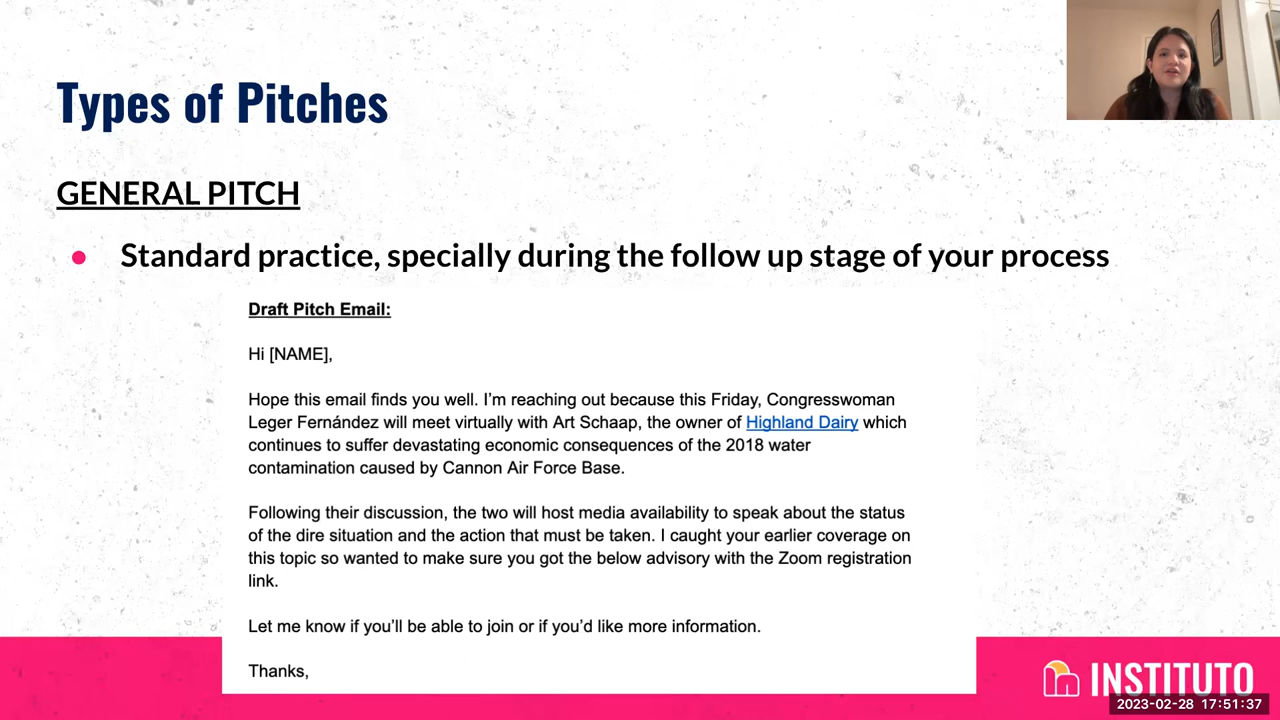 Types of Pitches
GENERAL PITCH
● Standard practice, specially during the follow up stage of your process
Draft Pitch Email:
Hi [NAME],
Hope this email finds you well. I'm reaching out because this Friday, Congresswoman
Leger Fernández will meet virtually with Art Schaap, the owner of Highland Dairy which
continues to suffer devastating economic consequences of the 2018 water
contamination caused by Cannon Air Force Base.
Following their discussion, the two will host media availability to speak about the status
of the dire situation and the action that must be taken. I caught your earlier coverage on
this topic so wanted to make sure you got the below advisory with the Zoom registration
link.
Let me know if you'll be able to join or if you'd like more information.
Thanks,
INSTITUTO
2023-02-28 17:51:37